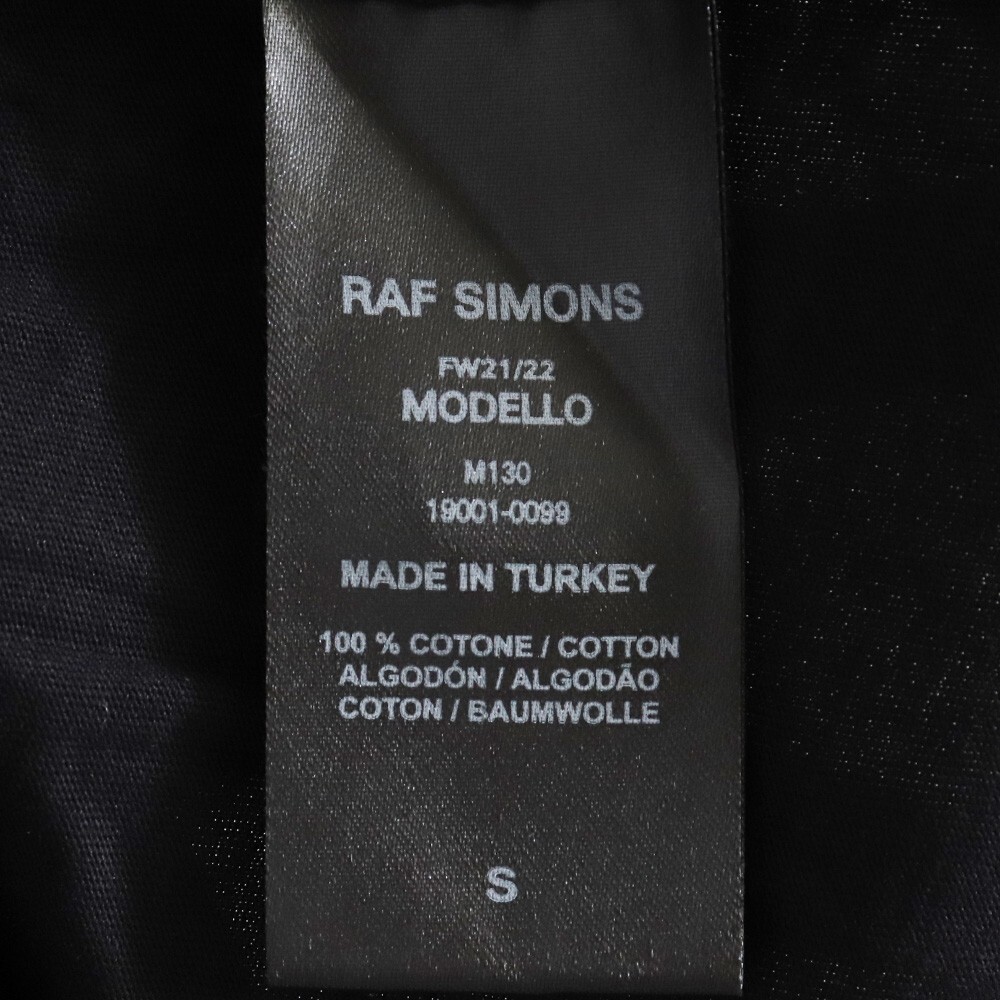 RAF SIMONS
FW21/22
MODELLO
M130
19001-0099
MADE IN TURKEY
100 % COTONE / COTTON
ALGODÓN / ALGODÃO
COTON / BAUMWOLLE
S